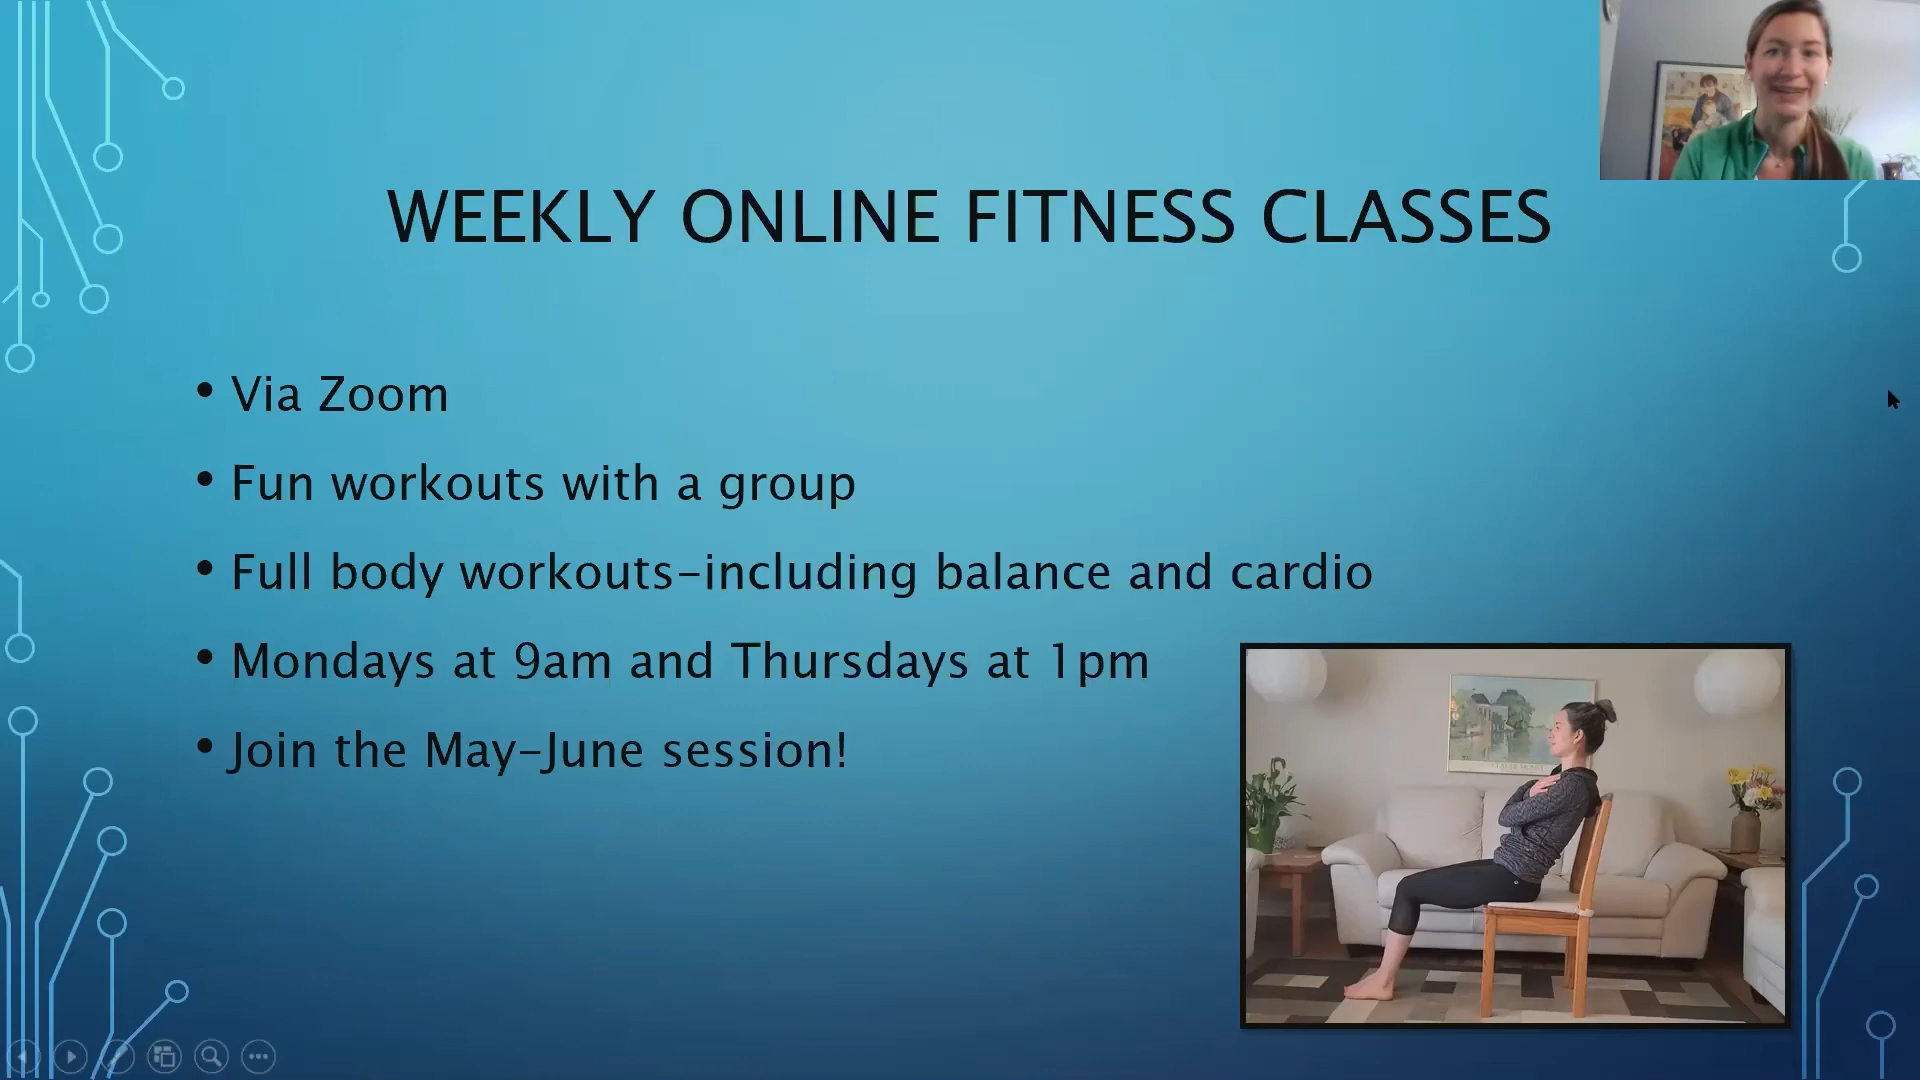 WEEKLY ONLINE FITNESS CLASSES
• Via Zoom
• Fun workouts with a group
• Full body workouts-including balance and cardio
• Mondays at 9am and Thursdays at 1pm
• Join the May-June session!